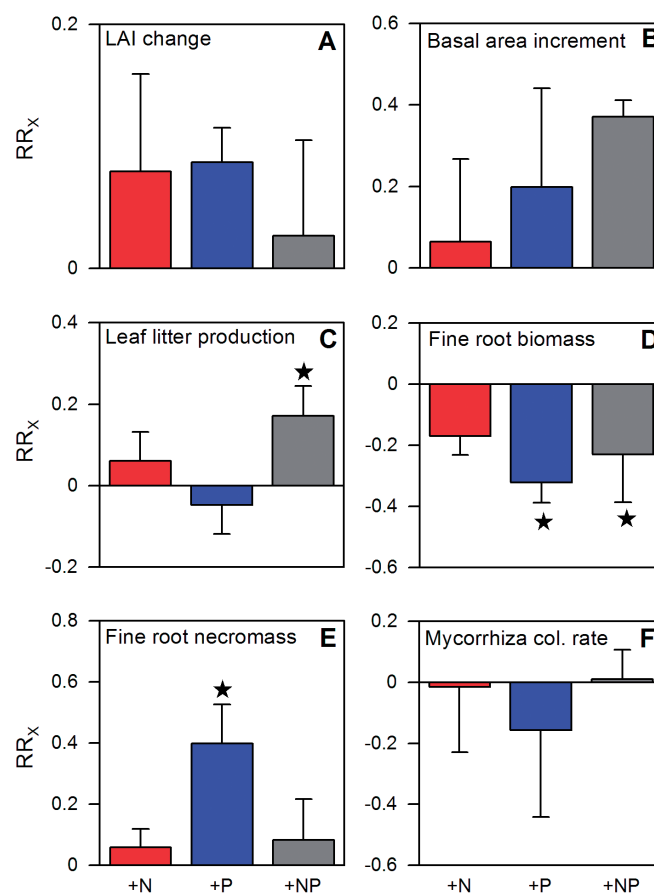 LAI change A
0.2
0
RRX
Basal area increment B
0.6
0.4
0.2
0
Leaf litter production C
0.4
0.2
0
-0.2
RRX
Fine root biomass D
0.2
0
-0.2
-0.4
-0.6
Fine root necromass E
0.8
0.6
0.4
0.2
0
RRX
+N +P +NP
Mycorrhiza col. rate F
0.2
0
-0.2
-0.4
-0.6
+N +P +NP